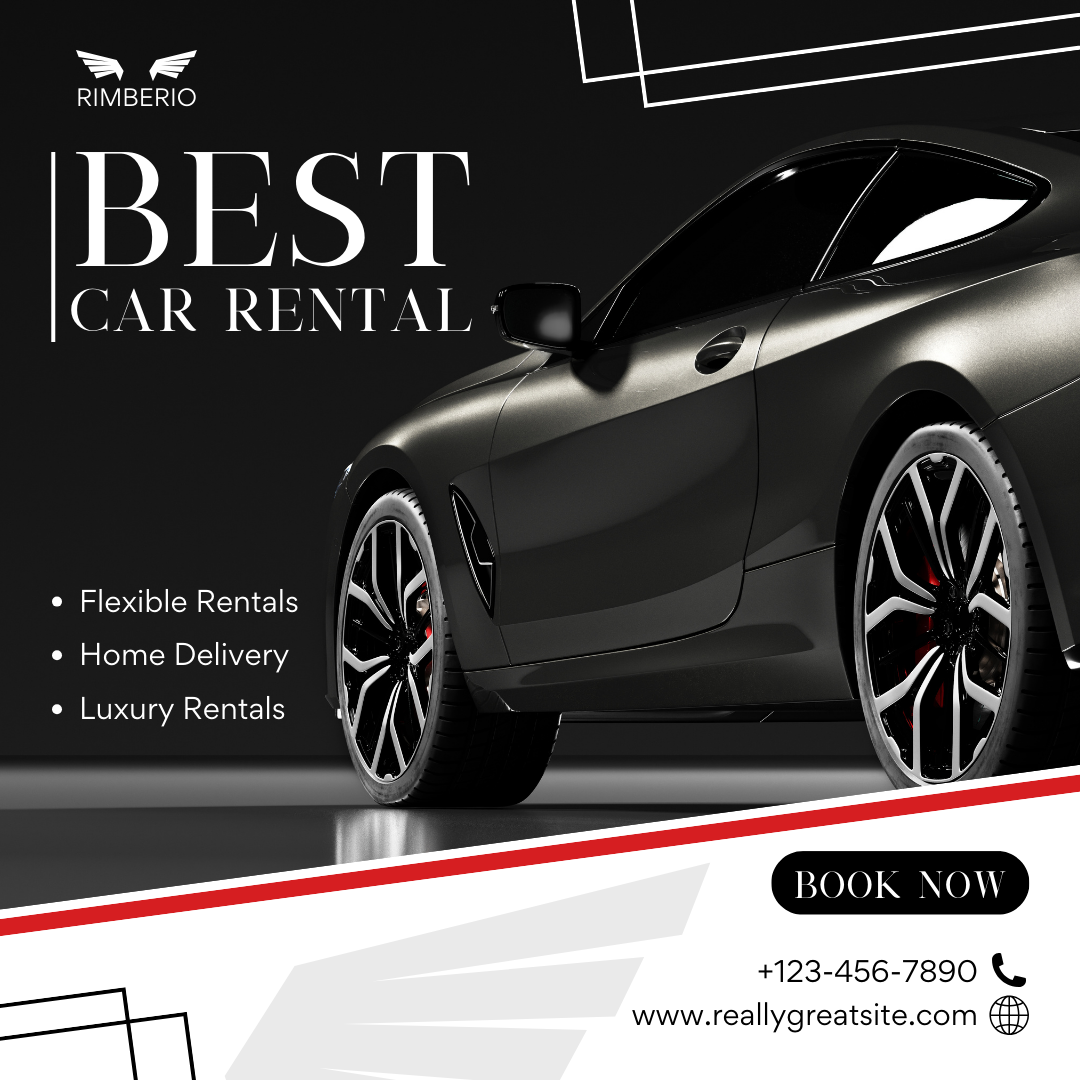 RIMBERIO
BEST
CAR RENTAL
Flexible Rentals
Home Delivery
Luxury Rentals
BOOK NOW
+123-456-7890
www.reallygreatsite.com